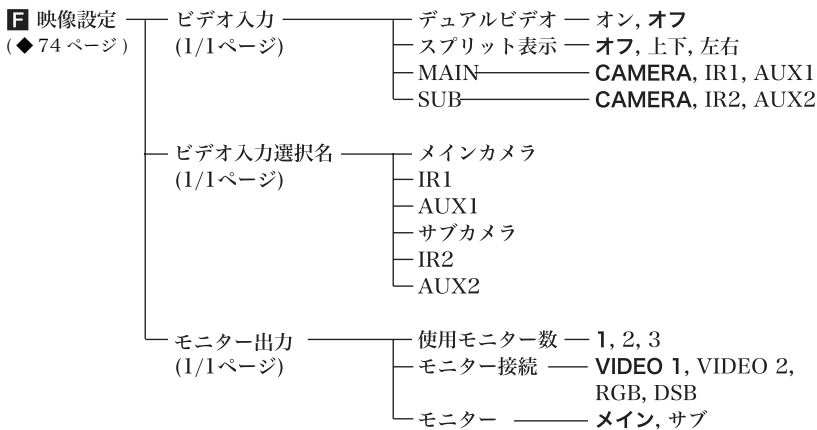 F 映像設定 ビデオ入力 デュアルビデオ オン, オフ
(◆74 ページ) (1/1ページ) スプリット表示 オフ, 上下, 左右
MAIN CAMERA, IR1, AUX1
SUB CAMERA, IR2, AUX2
ビデオ入力選択名 メインカメラ
(1/1ページ) IR1
AUX1
サブカメラ
IR2
AUX2
モニター出力 使用モニター数 1, 2, 3
(1/1ページ) モニター接続 VIDEO 1, VIDEO 2,
RGB, DSB
モニター メイン, サブ